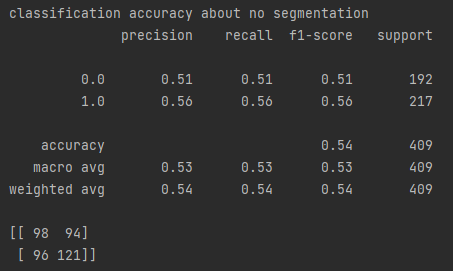 classification accuracy about no segmentation
precision recall f1-score support
0.0 0.51 0.51 0.51 192
1.0 0.56 0.56 0.56 217
accuracy 0.54 409
macro avg 0.53 0.53 0.53 409
weighted avg 0.54 0.54 0.54 409
[[ 98 94]
[ 96 121]]